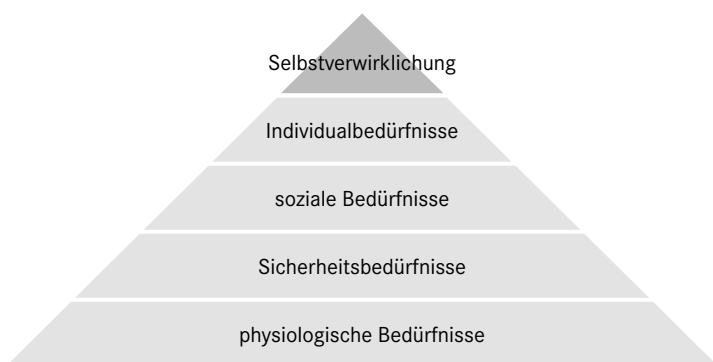 Selbstverwirklichung
Individualbedürfnisse
soziale Bedürfnisse
Sicherheitsbedürfnisse
physiologische Bedürfnisse